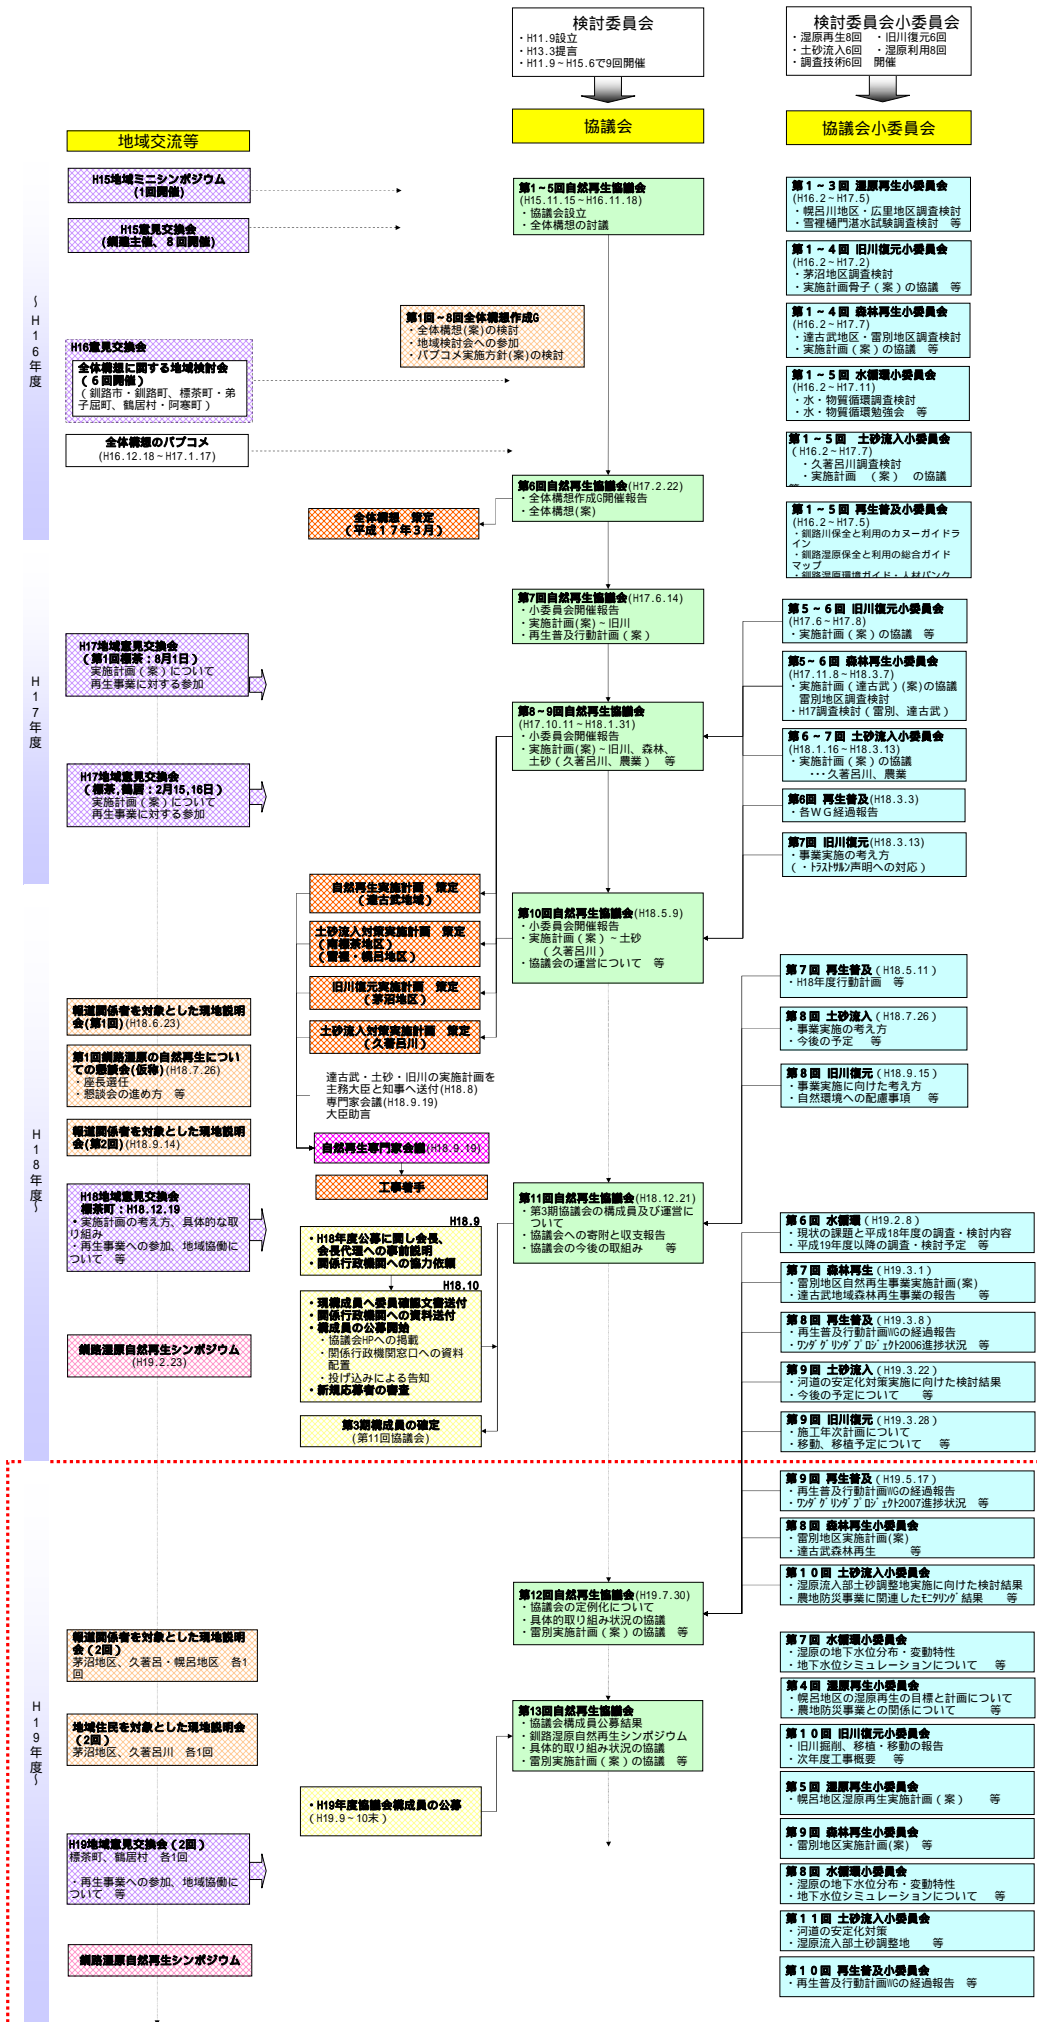 検討委員会
・H11.9設立
・H13.3提言
・H11.9~H15.6で9回開催
検討委員会小委員会
・湿原再生8回　・旧川復元6回
・土砂流入6回　・湿原利用8回
・調査技術6回　開催
地域交流等
協議会
協議会小委員会
～H16年度
H15地域ミニシンポジウム
(1回開催)
H15意見交換会
(釧建主催、8回開催)
H16意見交換会
全体構想に関する地域検討会
(6回開催)
(釧路市・釧路町、標茶町・弟
子屈町、鶴居村・阿寒町)
全体構想のパブコメ
(H16.12.18~H17.1.17)
第1回~8回全体構想作成G
・全体構想(案)の検討
・地域検討会への参加
・パブコメ実施方針(案)の検討
全体構想　策定
(平成17年3月)
第1~5回自然再生協議会
(H15.11.15~H16.11.18)
・協議会設立
・全体構想の討議
第6回自然再生協議会(H17.2.22)
・全体構想作成G開催報告
・全体構想(案)
第1~3回 湿原再生小委員会
(H16.2~H17.5)
・幌呂川地区・広里地区調査検討
・雪裡樋門湛水試験調査検討　等
第1~4回 旧川復元小委員会
(H16.2~H17.2)
・茅沼地区調査検討
・実施計画骨子(案)の協議　等
第1~4回 森林再生小委員会
(H16.2~H17.7)
・達古武地区・雷別地区調査検討
・実施計画(案)の協議　等
第1~5回 水循環小委員会
(H16.2~H17.11)
・水・物質循環調査検討
・水・物質循環勉強会　等
第1~5回　土砂流入小委員会
(H16.2~H17.7)
・久著呂川調査検討
・実施計画　(案)　の協議
第1~5回 再生普及小委員会
(H16.2~H17.5)
・釧路川保全と利用のカヌーガイドラ
イン
・釧路湿原保全と利用の総合ガイド
マップ
・釧路湿原環境ガイド・人材バンク
H17年度
H17地域意見交換会
(第1回標茶：8月1日)
実施計画(案)について
再生事業に対する参加
H17地域意見交換会
(標茶,鶴居：2月15,16日)
実施計画(案)について
再生事業に対する参加
第7回自然再生協議会(H17.6.14)
・小委員会開催報告
・実施計画(案)~旧川
・再生普及行動計画(案)
第8~9回自然再生協議会
(H17.10.11~H18.1.31)
・小委員会開催報告
・実施計画(案)~旧川、森林、
土砂(久著呂川、農業)　等
第5~6回 旧川復元小委員会
(H17.6~H17.8)
・実施計画(案)の協議　等
第5~6回 森林再生小委員会
(H17.11.8~H18.3.7)
・実施計画(達古武)(案)の協議
雷別地区調査検討
・H17調査検討(雷別、達古武)
第6~7回 土砂流入小委員会
(H18.1.16~H18.3.13)
・実施計画(案)の協議
・・・久著呂川、農業
第6回 再生普及(H18.3.3)
・各WG経過報告
第7回 旧川復元(H18.3.13)
・事業実施の考え方
(・トラストサルン声明への対応)
H18年度～
自然再生実施計画　策定
(達古武地域)
土砂流入対策実施計画　策定
(南標茶地区)
(雪裡・幌呂地区)
旧川復元実施計画　策定
(茅沼地区)
土砂流入対策実施計画　策定
(久著呂川)
達古武・土砂・旧川の実施計画を
主務大臣と知事へ送付(H18.8)
専門家会議(H18.9.19)
大臣助言
自然再生専門家会議(H18.9.19)
工事着手
報道関係者を対象とした現地説明
会(第1回)(H18.6.23)
第1回釧路湿原の自然再生につい
ての懇談会(仮称)(H18.7.26)
・座長選任
・懇談会の進め方　等
報道関係者を対象とした現地説明
会(第2回)(H18.9.14)
H18地域意見交換会
標茶町：H18.12.19
・実施計画の考え方、具体的な取
り組み
・再生事業への参加、地域協働に
ついて　等
釧路湿原自然再生シンポジウム
(H19.2.23)
H18.9
・H18年度公募に関し会長、
会長代理への事前説明
・関係行政機関への協力依頼
H18.10
・現構成員へ委員確認文書送付
・関係行政機関への資料送付
・構成員の公募開始
・協議会HPへの掲載
・関係行政機関窓口への資料
配置
・投げ込みによる告知
・新規応募者の審査
第3期構成員の確定
(第11回協議会)
第10回自然再生協議会(H18.5.9)
・小委員会開催報告
・実施計画(案)~土砂
(久著呂川)
・協議会の運営について　等
第11回自然再生協議会(H18.12.21)
・第3期協議会の構成員及び運営に
ついて
・協議会への寄附と収支報告
・協議会の今後の取組み　等
第7回 再生普及(H18.5.11)
・H18年度行動計画　等
第8回 土砂流入(H18.7.26)
・事業実施の考え方
・今後の予定　等
第8回 旧川復元(H18.9.15)
・事業実施に向けた考え方
・自然環境への配慮事項　等
第6回 水循環(H19.2.8)
・現状の課題と平成18年度の調査・検討内容
・平成19年度以降の調査・検討予定　等
第7回 森林再生(H19.3.1)
・雷別地区自然再生事業実施計画(案)
・達古武地域森林再生事業の報告　等
第8回 再生普及(H19.3.8)
・再生普及行動計画WGの経過報告
・ワンダグリンダプロジェクト2006進捗状況　等
第9回 土砂流入(H19.3.22)
・河道の安定化対策実施に向けた検討結果
・今後の予定について　等
第9回 旧川復元(H19.3.28)
・施工年次計画について
・移動、移植予定について　等
H19年度～
報道関係者を対象とした現地説明
会(2回)
茅沼地区、久著呂・幌呂地区　各1
回
地域住民を対象とした現地説明会
(2回)
茅沼地区、久著呂川　各1回
H19地域意見交換会(2回)
標茶町、鶴居村　各1回
・再生事業への参加、地域協働に
ついて　等
釧路湿原自然再生シンポジウム
・H19年度協議会構成員の公募
(H19.9~10末)
第12回自然再生協議会(H19.7.30)
・協議会の定例化について
・具体的取り組み状況の協議
・雷別実施計画(案)の協議　等
第13回自然再生協議会
・協議会構成員公募結果
・釧路湿原自然再生シンポジウム
・具体的取り組み状況の協議
・雷別実施計画(案)の協議　等
第9回 再生普及(H19.5.17)
・再生普及行動計画WGの経過報告
・ワンダグリンダプロジェクト2007進捗状況　等
第8回 森林再生小委員会
・雷別地区実施計画(案)
・達古武森林再生　等
第10回 土砂流入小委員会
・湿原流入部土砂調整地実施に向けた検討結果
・農地防災事業に関連したモニタリング結果　等
第7回 水循環小委員会
・湿原の地下水位分布・変動特性
・地下水位シミュレーションについて　等
第4回 湿原再生小委員会
・幌呂地区の湿原再生の目標と計画について
・農地防災事業との関係について　等
第10回 旧川復元小委員会
・旧川掘削、移植・移動の報告
・次年度工事概要　等
第5回 湿原再生小委員会
・幌呂地区湿原再生実施計画(案)　等
第9回 森林再生小委員会
・雷別地区実施計画(案)　等
第8回 水循環小委員会
・湿原の地下水位分布・変動特性
・地下水位シミュレーションについて　等
第11回 土砂流入小委員会
・河道の安定化対策
・湿原流入部土砂調整地　等
第10回 再生普及小委員会
・再生普及行動計画WGの経過報告　等